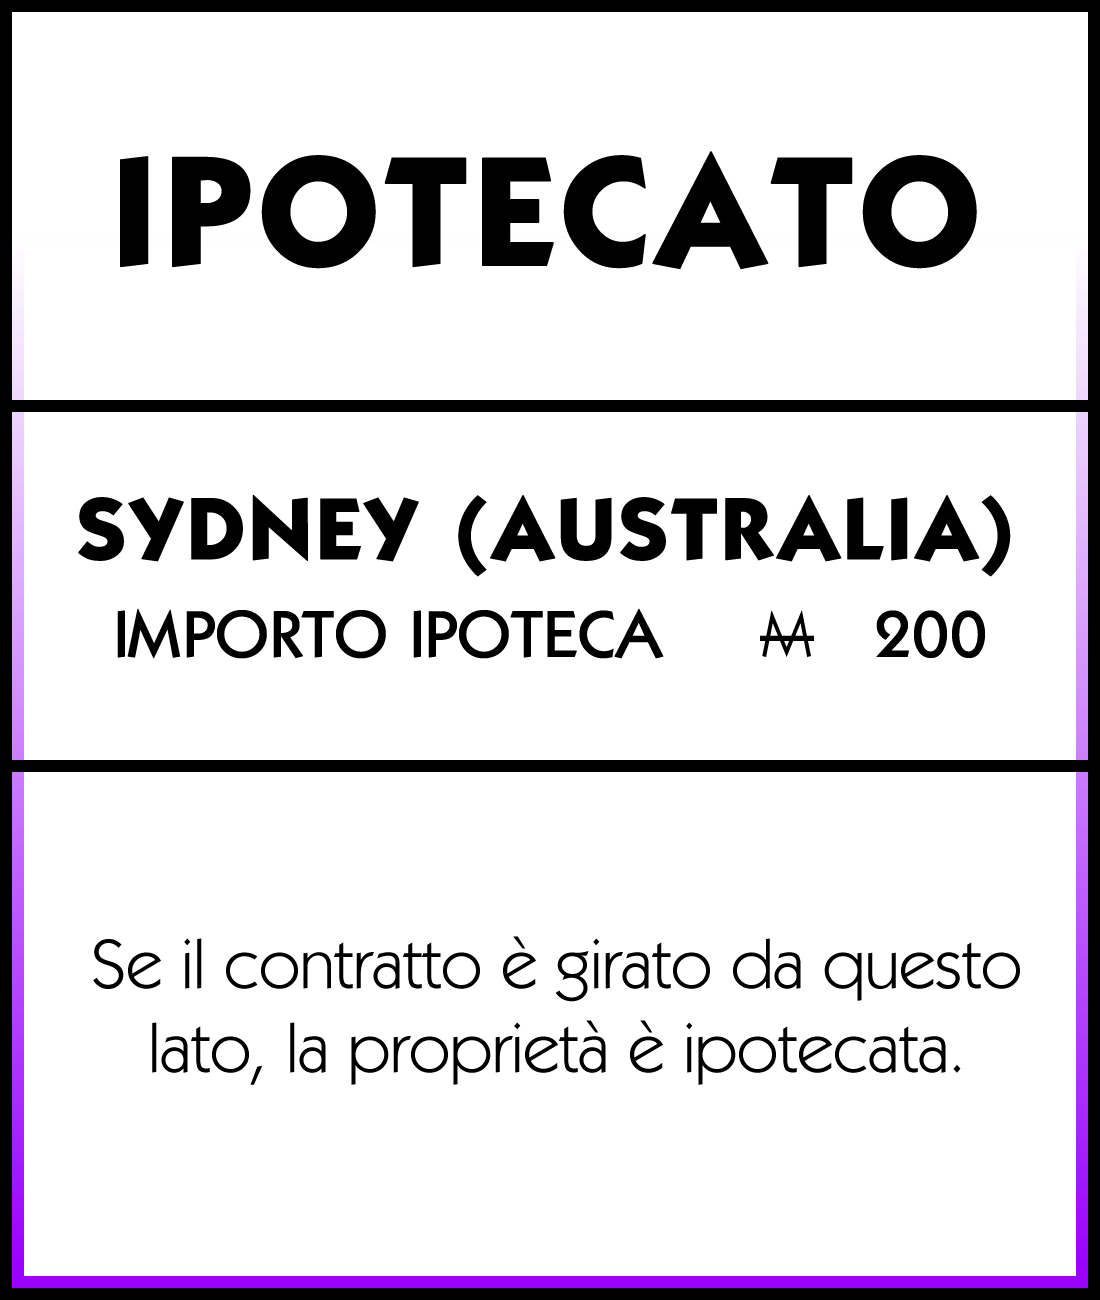 IPOTECATO
SYDNEY (AUSTRALIA)
IMPORTO IPOTECA M 200
Se il contratto è girato da questo
lato, la proprietà è ipotecata.